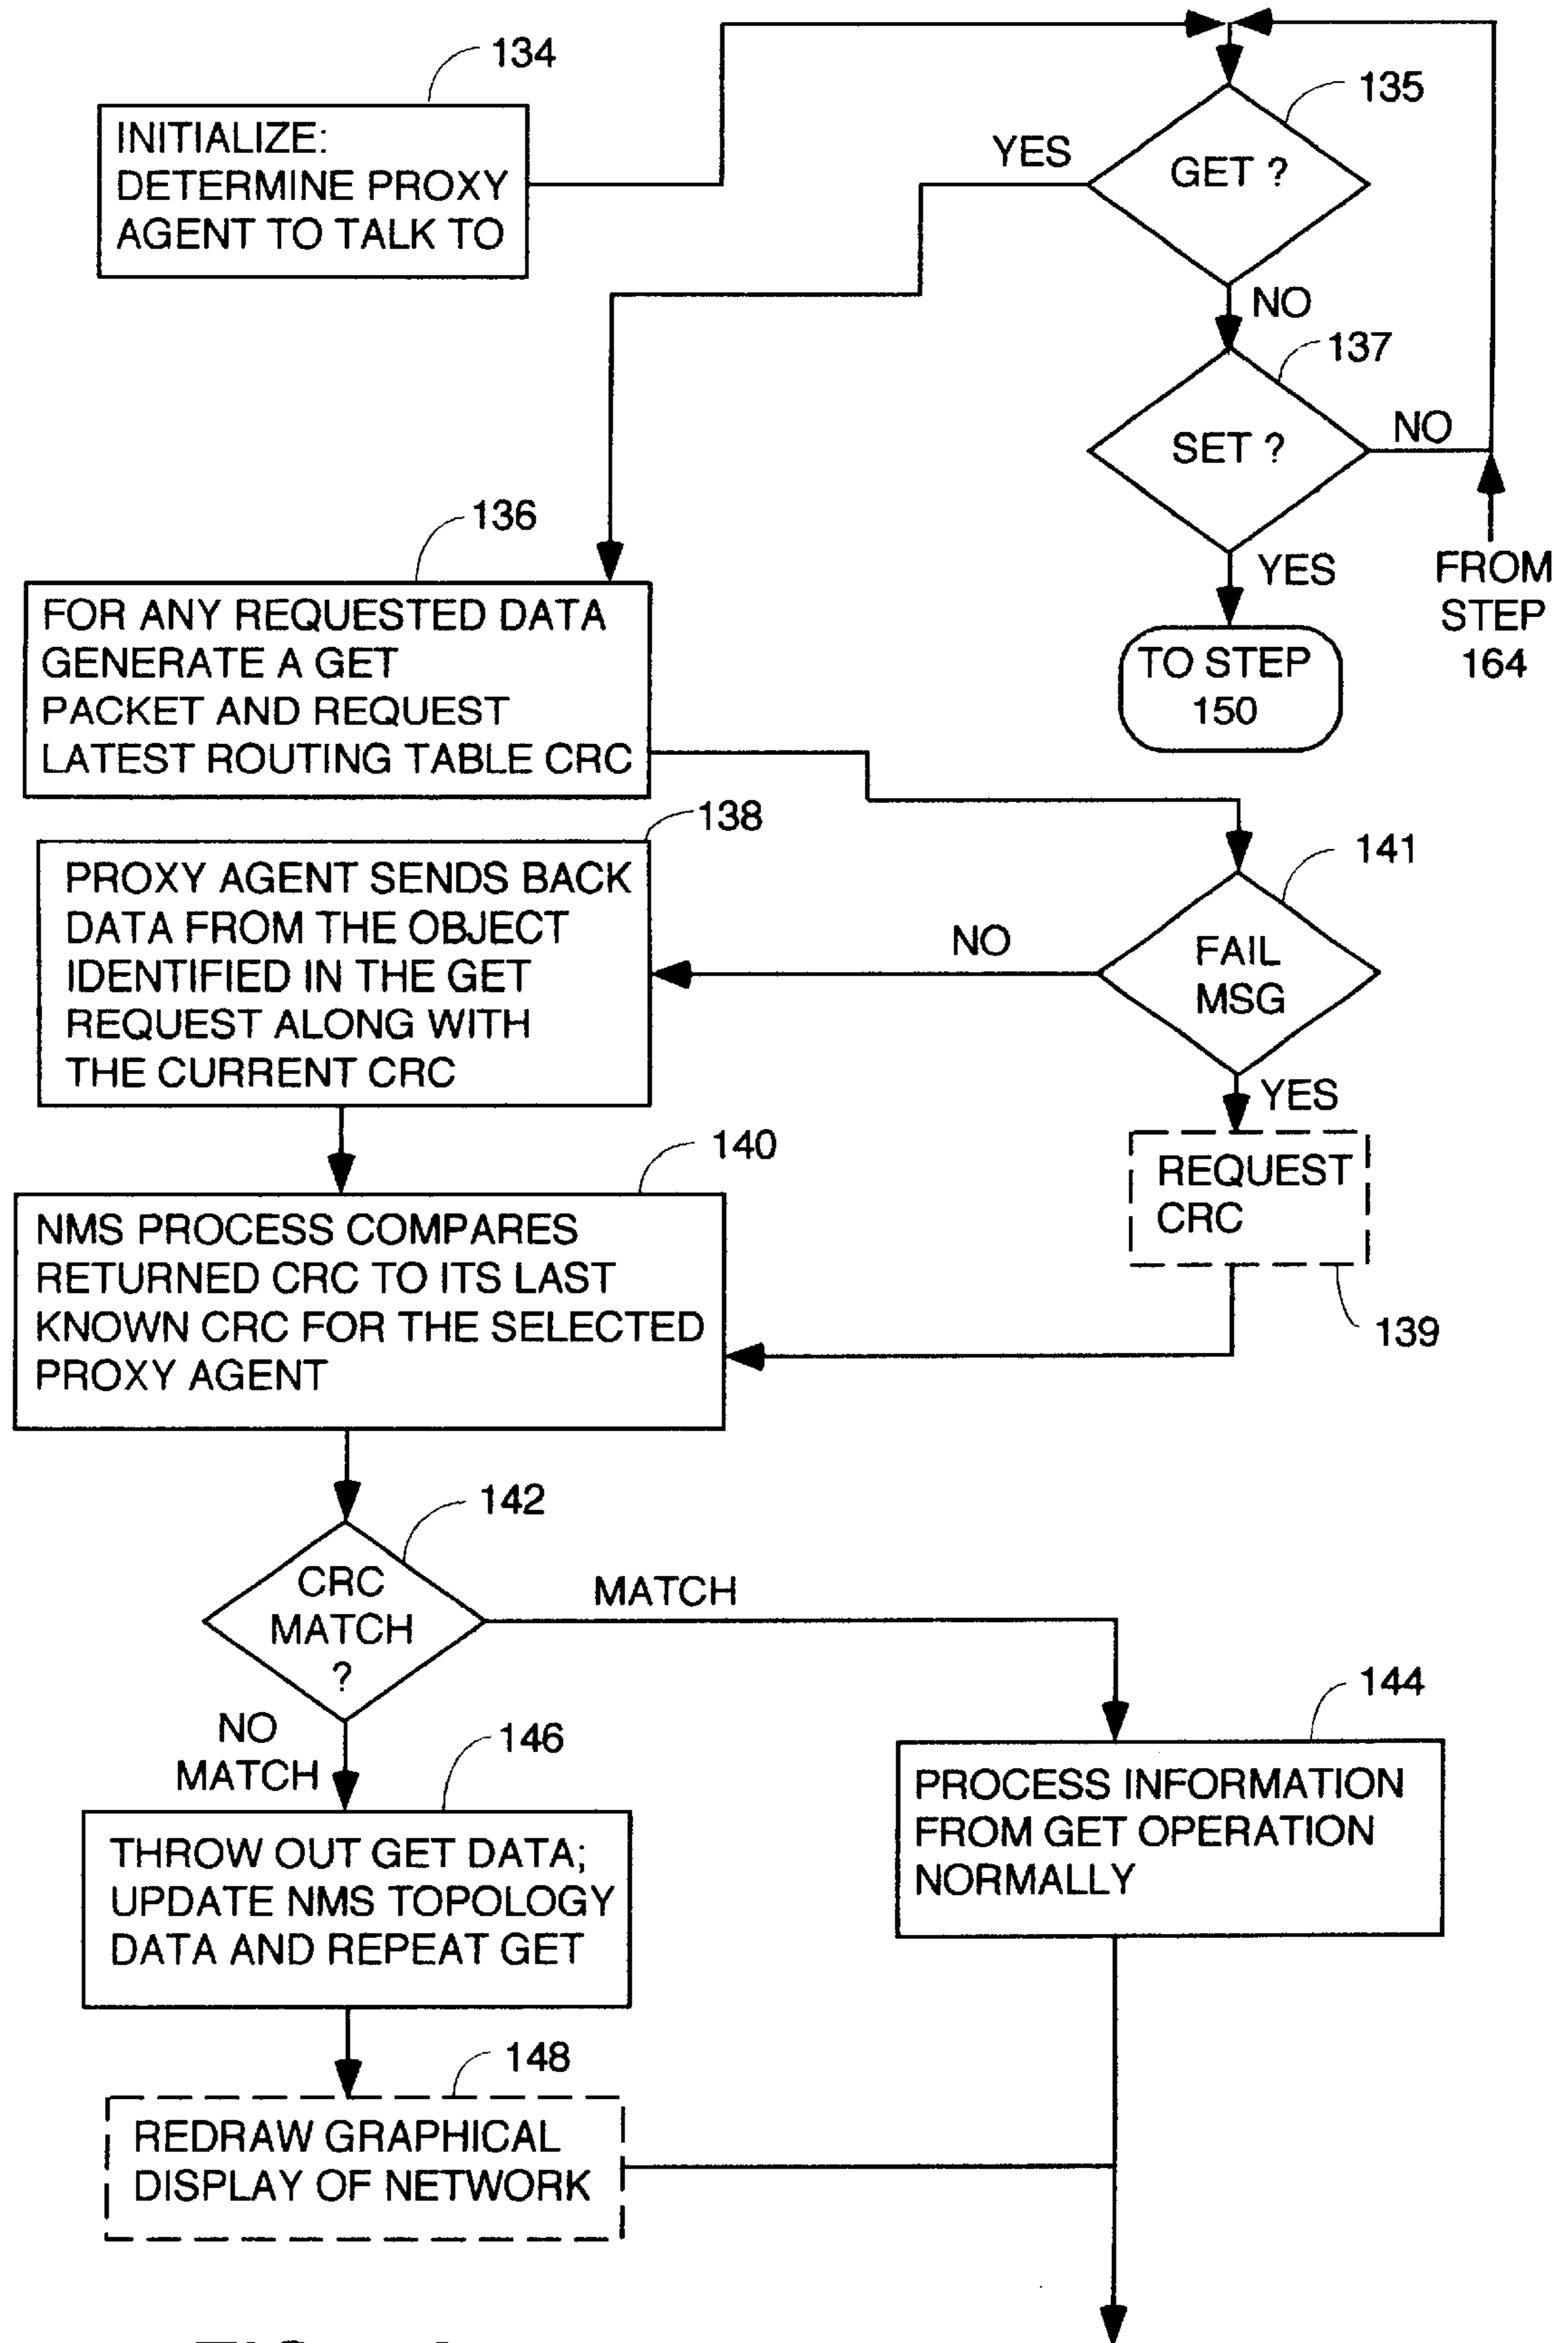 134
INITIALIZE:
DETERMINE PROXY
AGENT TO TALK TO
135
GET ?
YES
NO
137
SET ?
NO
YES
TO STEP
150
FROM
STEP
164
136
FOR ANY REQUESTED DATA
GENERATE A GET
PACKET AND REQUEST
LATEST ROUTING TABLE CRC
138
PROXY AGENT SENDS BACK
DATA FROM THE OBJECT
IDENTIFIED IN THE GET
REQUEST ALONG WITH
THE CURRENT CRC
141
FAIL
MSG
NO
YES
REQUEST
CRC
139
140
NMS PROCESS COMPARES
RETURNED CRC TO ITS LAST
KNOWN CRC FOR THE SELECTED
PROXY AGENT
142
CRC
MATCH
?
MATCH
NO
MATCH
144
PROCESS INFORMATION
FROM GET OPERATION
NORMALLY
146
THROW OUT GET DATA;
UPDATE NMS TOPOLOGY
DATA AND REPEAT GET
148
REDRAW GRAPHICAL
DISPLAY OF NETWORK